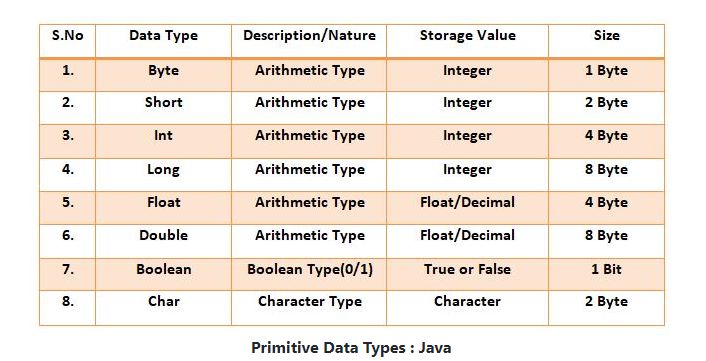 S.No Data Type Description/Nature Storage Value Size
1. Byte Arithmetic Type Integer 1 Byte
2. Short Arithmetic Type Integer 2 Byte
3. Int Arithmetic Type Integer 4 Byte
4. Long Arithmetic Type Integer 8 Byte
5. Float Arithmetic Type Float/Decimal 4 Byte
6. Double Arithmetic Type Float/Decimal 8 Byte
7. Boolean Boolean Type(0/1) True or False 1 Bit
8. Char Character Type Character 2 Byte
Primitive Data Types : Java